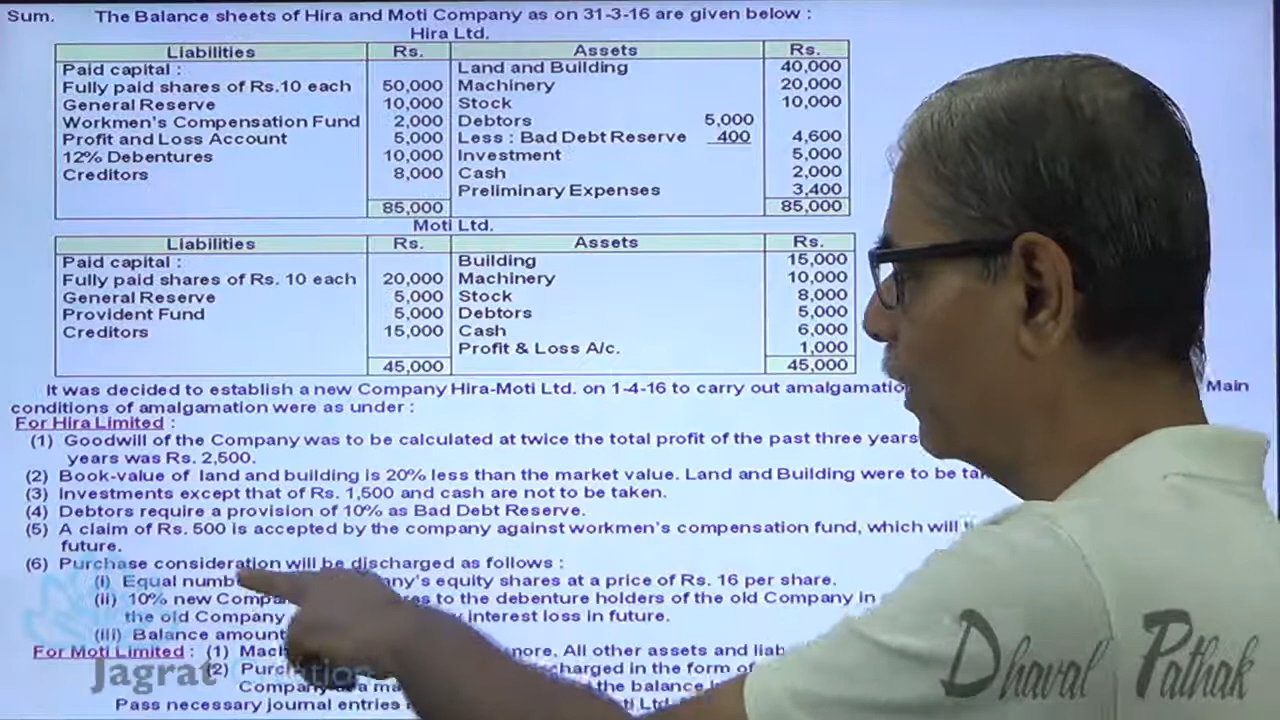 Sum. The Balance sheets of Hira and Moti Company as on 31-3-16 are given below :
Hira Ltd.
Liabilities Rs. Assets Rs.
Paid capital : Land and Building 40,000
Fully paid shares of Rs.10 each 50,000 Machinery 20,000
General Reserve 10,000 Stock 10,000
Workmen's Compensation Fund 2,000 Debtors 5,000
Profit and Loss Account 5,000 Less : Bad Debt Reserve 400 4,600
12% Debentures 10,000 Investment 5,000
Creditors 8,000 Cash 2,000
Preliminary Expenses 3,400
85,000 85,000
Moti Ltd.
Liabilities Rs. Assets Rs.
Paid capital : Building 15,000
Fully paid shares of Rs. 10 each 20,000 Machinery 10,000
General Reserve 5,000 Stock 8,000
Provident Fund 5,000 Debtors 5,000
Creditors 15,000 Cash 6,000
Profit & Loss A/c. 1,000
45,000 45,000
It was decided to establish a new Company Hira-Moti Ltd. on 1-4-16 to carry out Main
conditions of amalgamation were as under :
For Hira Limited :
(1) Goodwill of the Company was to be calculated at twice the total profit of the past three years
years was Rs. 2,500.
(2) Book-value of land and building is 20% less than the market value. Land and Building were to be
(3) Investments except that of Rs. 1,500 and cash are not to be taken.
(4) Debtors require a provision of 10% as Bad Debt Reserve.
(5) A claim of Rs. 500 is accepted by the company against workmen's compensation fund, which will
future.
(6) Purchase consideration will be discharged as follows :
(i) Equal equity shares at a price of Rs. 16 per share.
(ii) 10% new to the debenture holders of the old Company in
the old Company interest loss in future.
(iii) Balance amount
For Moti Limited : (1) All other assets and
(2) in the form of
Company the balance
Pass necessary journal entries
Jagrat
Dhaval Pathak